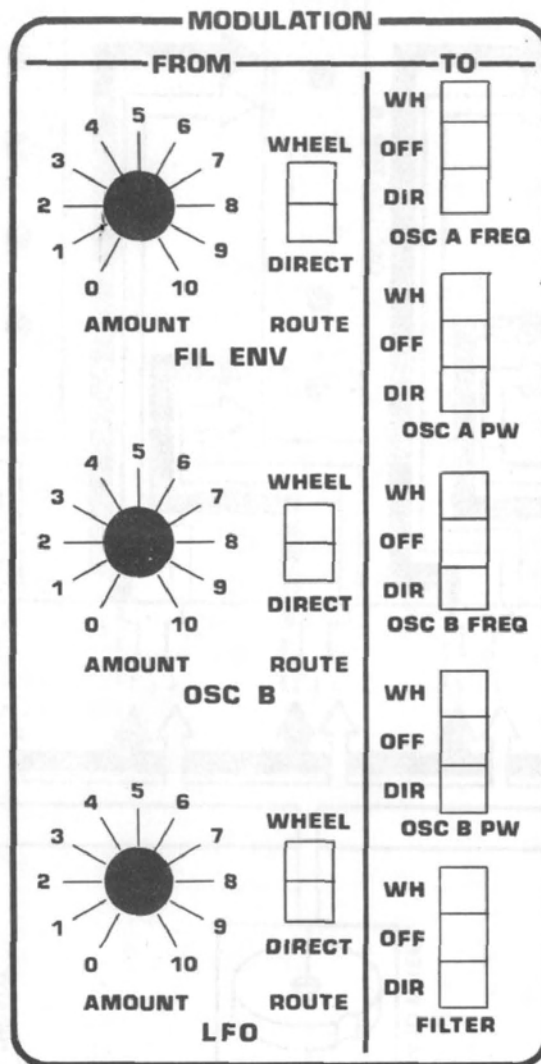 MODULATION
FROM
TO
5
4 6
3 7
2 8
1 9
0 10
AMOUNT
WHEEL
DIRECT
ROUTE
FIL ENV
5
4 6
3 7
2 8
1 9
0 10
AMOUNT
WHEEL
DIRECT
ROUTE
OSC B
5
4 6
3 7
2 8
1 9
0 10
AMOUNT
WHEEL
DIRECT
ROUTE
LFO
WH
OFF
DIR
OSC A FREQ
WH
OFF
DIR
OSC A PW
WH
OFF
DIR
OSC B FREQ
WH
OFF
DIR
OSC B PW
WH
OFF
DIR
FILTER